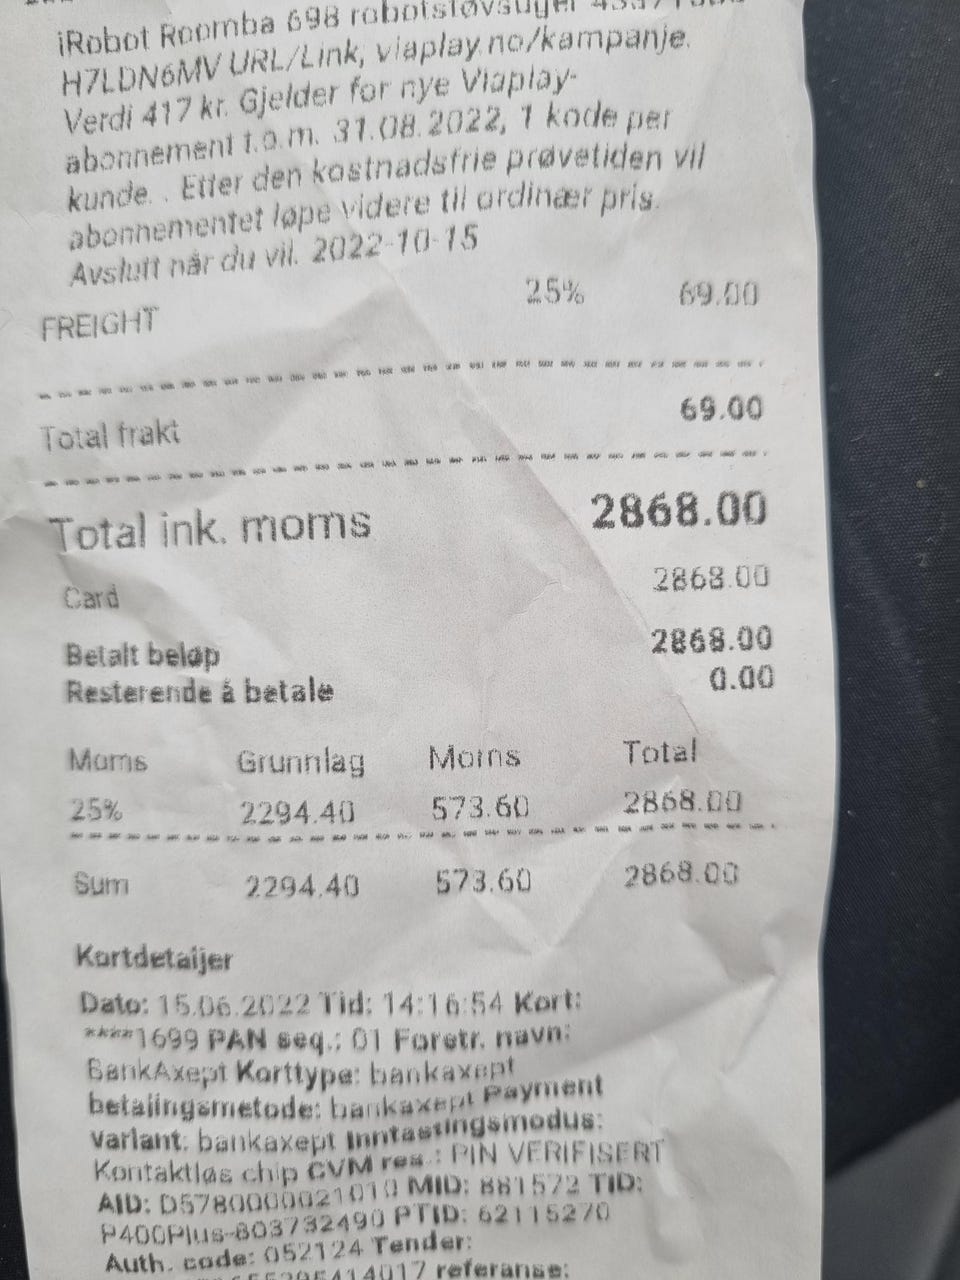 iRobot Roomba 698 robotstøvsuger
H7LDN6MV URL/Link, viaplay.no/kampanje.
Verdi 417 kr. Gjelder for nye Viaplay-
abonnement t.o.m. 31.08.2022, 1 kode per
kunde. . Etter den kostnadsfrie prøvetiden vil
abonnementet løpe videre til ordinær pris.
Avslutt når du vil. 2022-10-15
FREIGHT 25% 69.00
Total frakt 69.00
Total ink. moms 2868.00
Card 2868.00
Betalt beløp 2868.00
Resterende å betale 0.00
Moms Grunnlag Moms Total
25% 2294.40 573.60 2868.00
Sum 2294.40 573.60 2868.00
Kortdetaljer
Dato: 15.06.2022 Tid: 14:16:54 Kort:
****1699 PAN seq.: 01 Foretr. navn:
BankAxept Korttype: bankaxept
betalingsmetode: bankaxept Payment
variant: bankaxept Inntastingsmodus:
Kontaktløs chip CVM res.: PIN VERIFISERT
AID: D5780000021010 MID: 881572 TID:
P400Plus-803732490 PTID: 62115270
Auth. code: 052124 Tender:
referanse: